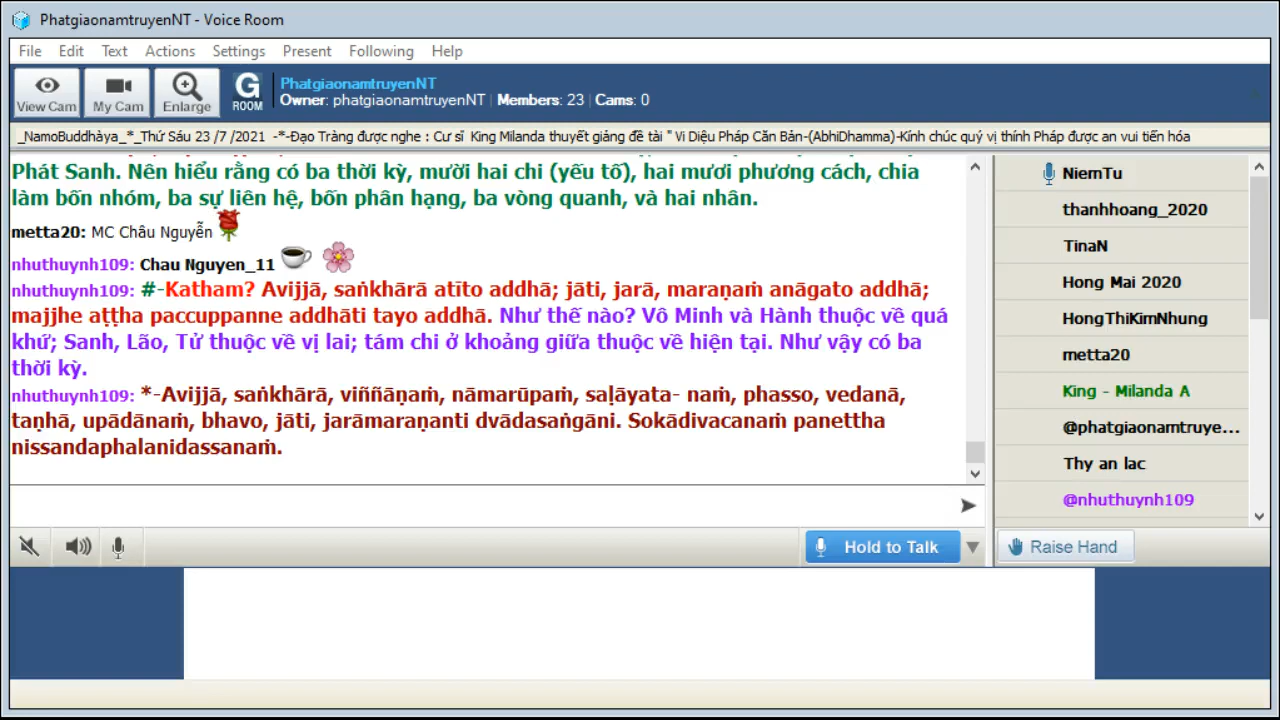 PhatgiaonamtruyenNT - Voice Room
File Edit Text Actions Settings Present Following Help
View Cam My Cam Enlarge G ROOM
PhatgiaonamtruyenNT
Owner: phatgiaonamtruyenNT | Members: 23 | Cams: 0
_NamoBuddhàya_*_Thứ Sáu 23 /7 /2021 -*-Đạo Tràng được nghe : Cư sĩ King Milanda thuyết giảng đề tài " Vi Diệu Pháp Căn Bản-(AbhiDhamma)-Kính chúc quý vị thính Pháp được an vui tiến hóa
Phát Sanh. Nên hiểu rằng có ba thời kỳ, mười hai chi (yếu tố), hai mươi phương cách, chia
làm bốn nhóm, ba sự liên hệ, bốn phân hạng, ba vòng quanh, và hai nhân.
metta20: MC Châu Nguyễn
nhuthuynh109: Chau Nguyen_11
nhuthuynh109: #-Katham? Avijjā, saṅkhārā atīto addhā; jāti, jarā, maraṇaṁ anāgato addhā;
majjhe aṭṭha paccuppanne addhāti tayo addhā. Như thế nào? Vô Minh và Hành thuộc về quá
khứ; Sanh, Lão, Tử thuộc về vị lai; tám chi ở khoảng giữa thuộc về hiện tại. Như vậy có ba
thời kỳ.
nhuthuynh109: *-Avijjā, saṅkhārā, viññāṇaṁ, nāmarūpaṁ, saḷāyata- naṁ, phasso, vedanā,
taṇhā, upādānaṁ, bhavo, jāti, jarāmaraṇanti dvādasaṅgāni. Sokādivacanaṁ panettha
nissandaphalanidassanaṁ.
NiemTu
thanhhoang_2020
TinaN
Hong Mai 2020
HongThiKimNhung
metta20
King - Milanda A
@phatgiaonamtruye...
Thy an lac
@nhuthuynh109
Hold to Talk
Raise Hand